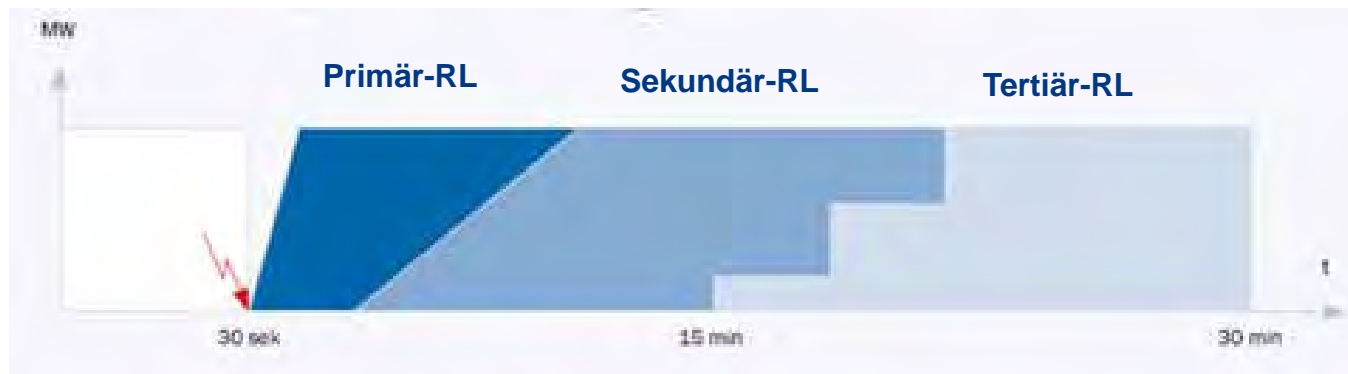 MW
Primär-RL
Sekundär-RL
Tertiär-RL
t
30 sek
15 min
30 min